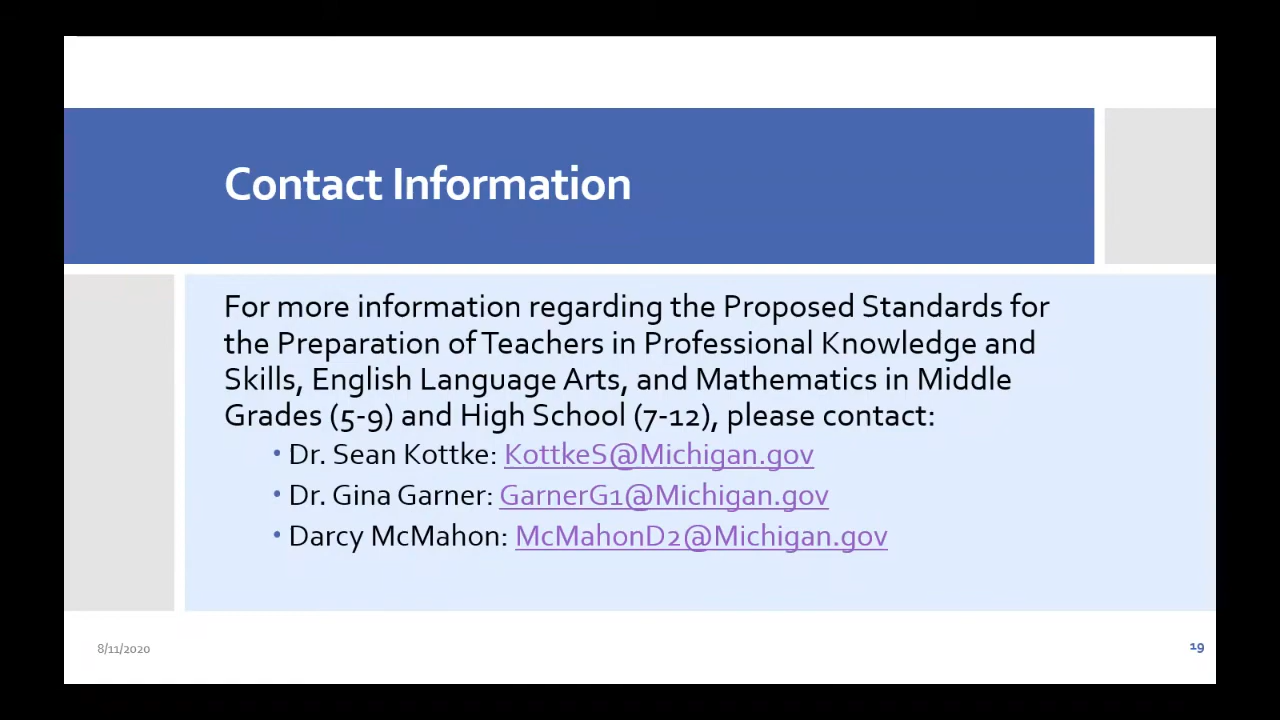 Contact Information
For more information regarding the Proposed Standards for
the Preparation of Teachers in Professional Knowledge and
Skills, English Language Arts, and Mathematics in Middle
Grades (5-9) and High School (7-12), please contact:
• Dr. Sean Kottke: KottkeS@Michigan.gov
• Dr. Gina Garner: GarnerG1@Michigan.gov
• Darcy McMahon: McMahonD2@Michigan.gov
8/11/2020
19